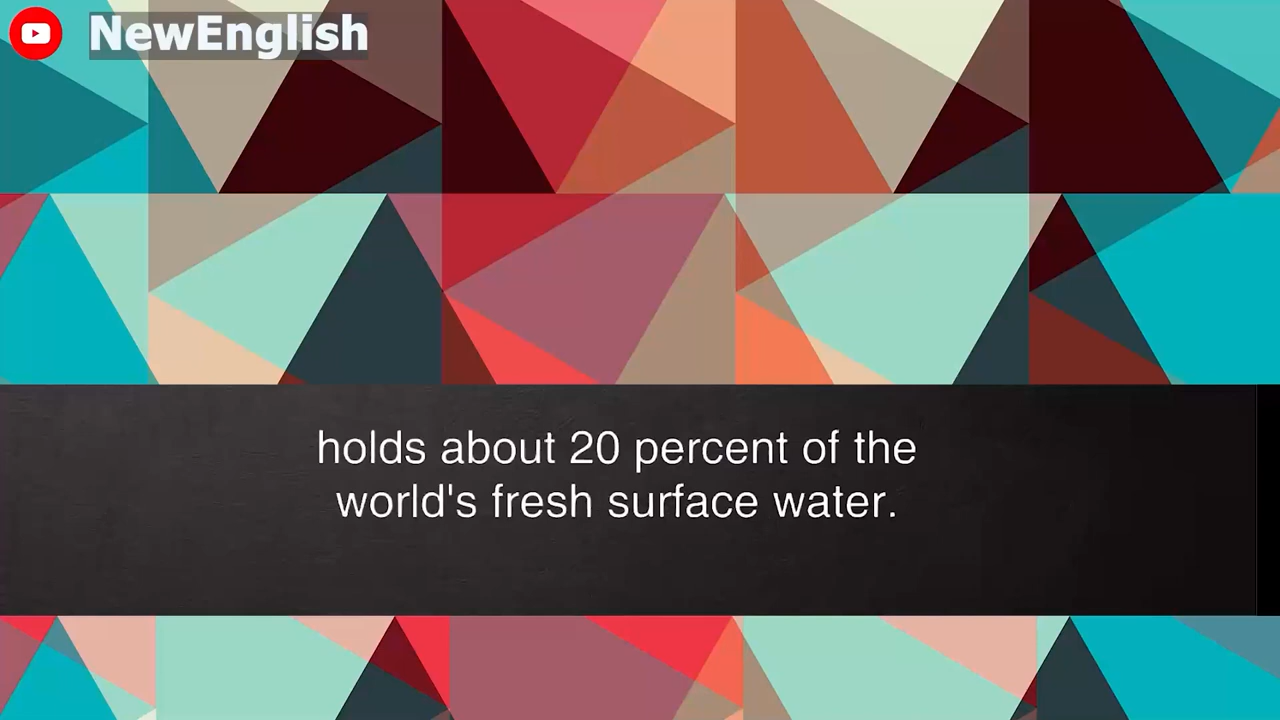 NewEnglish
holds about 20 percent of the
world's fresh surface water.